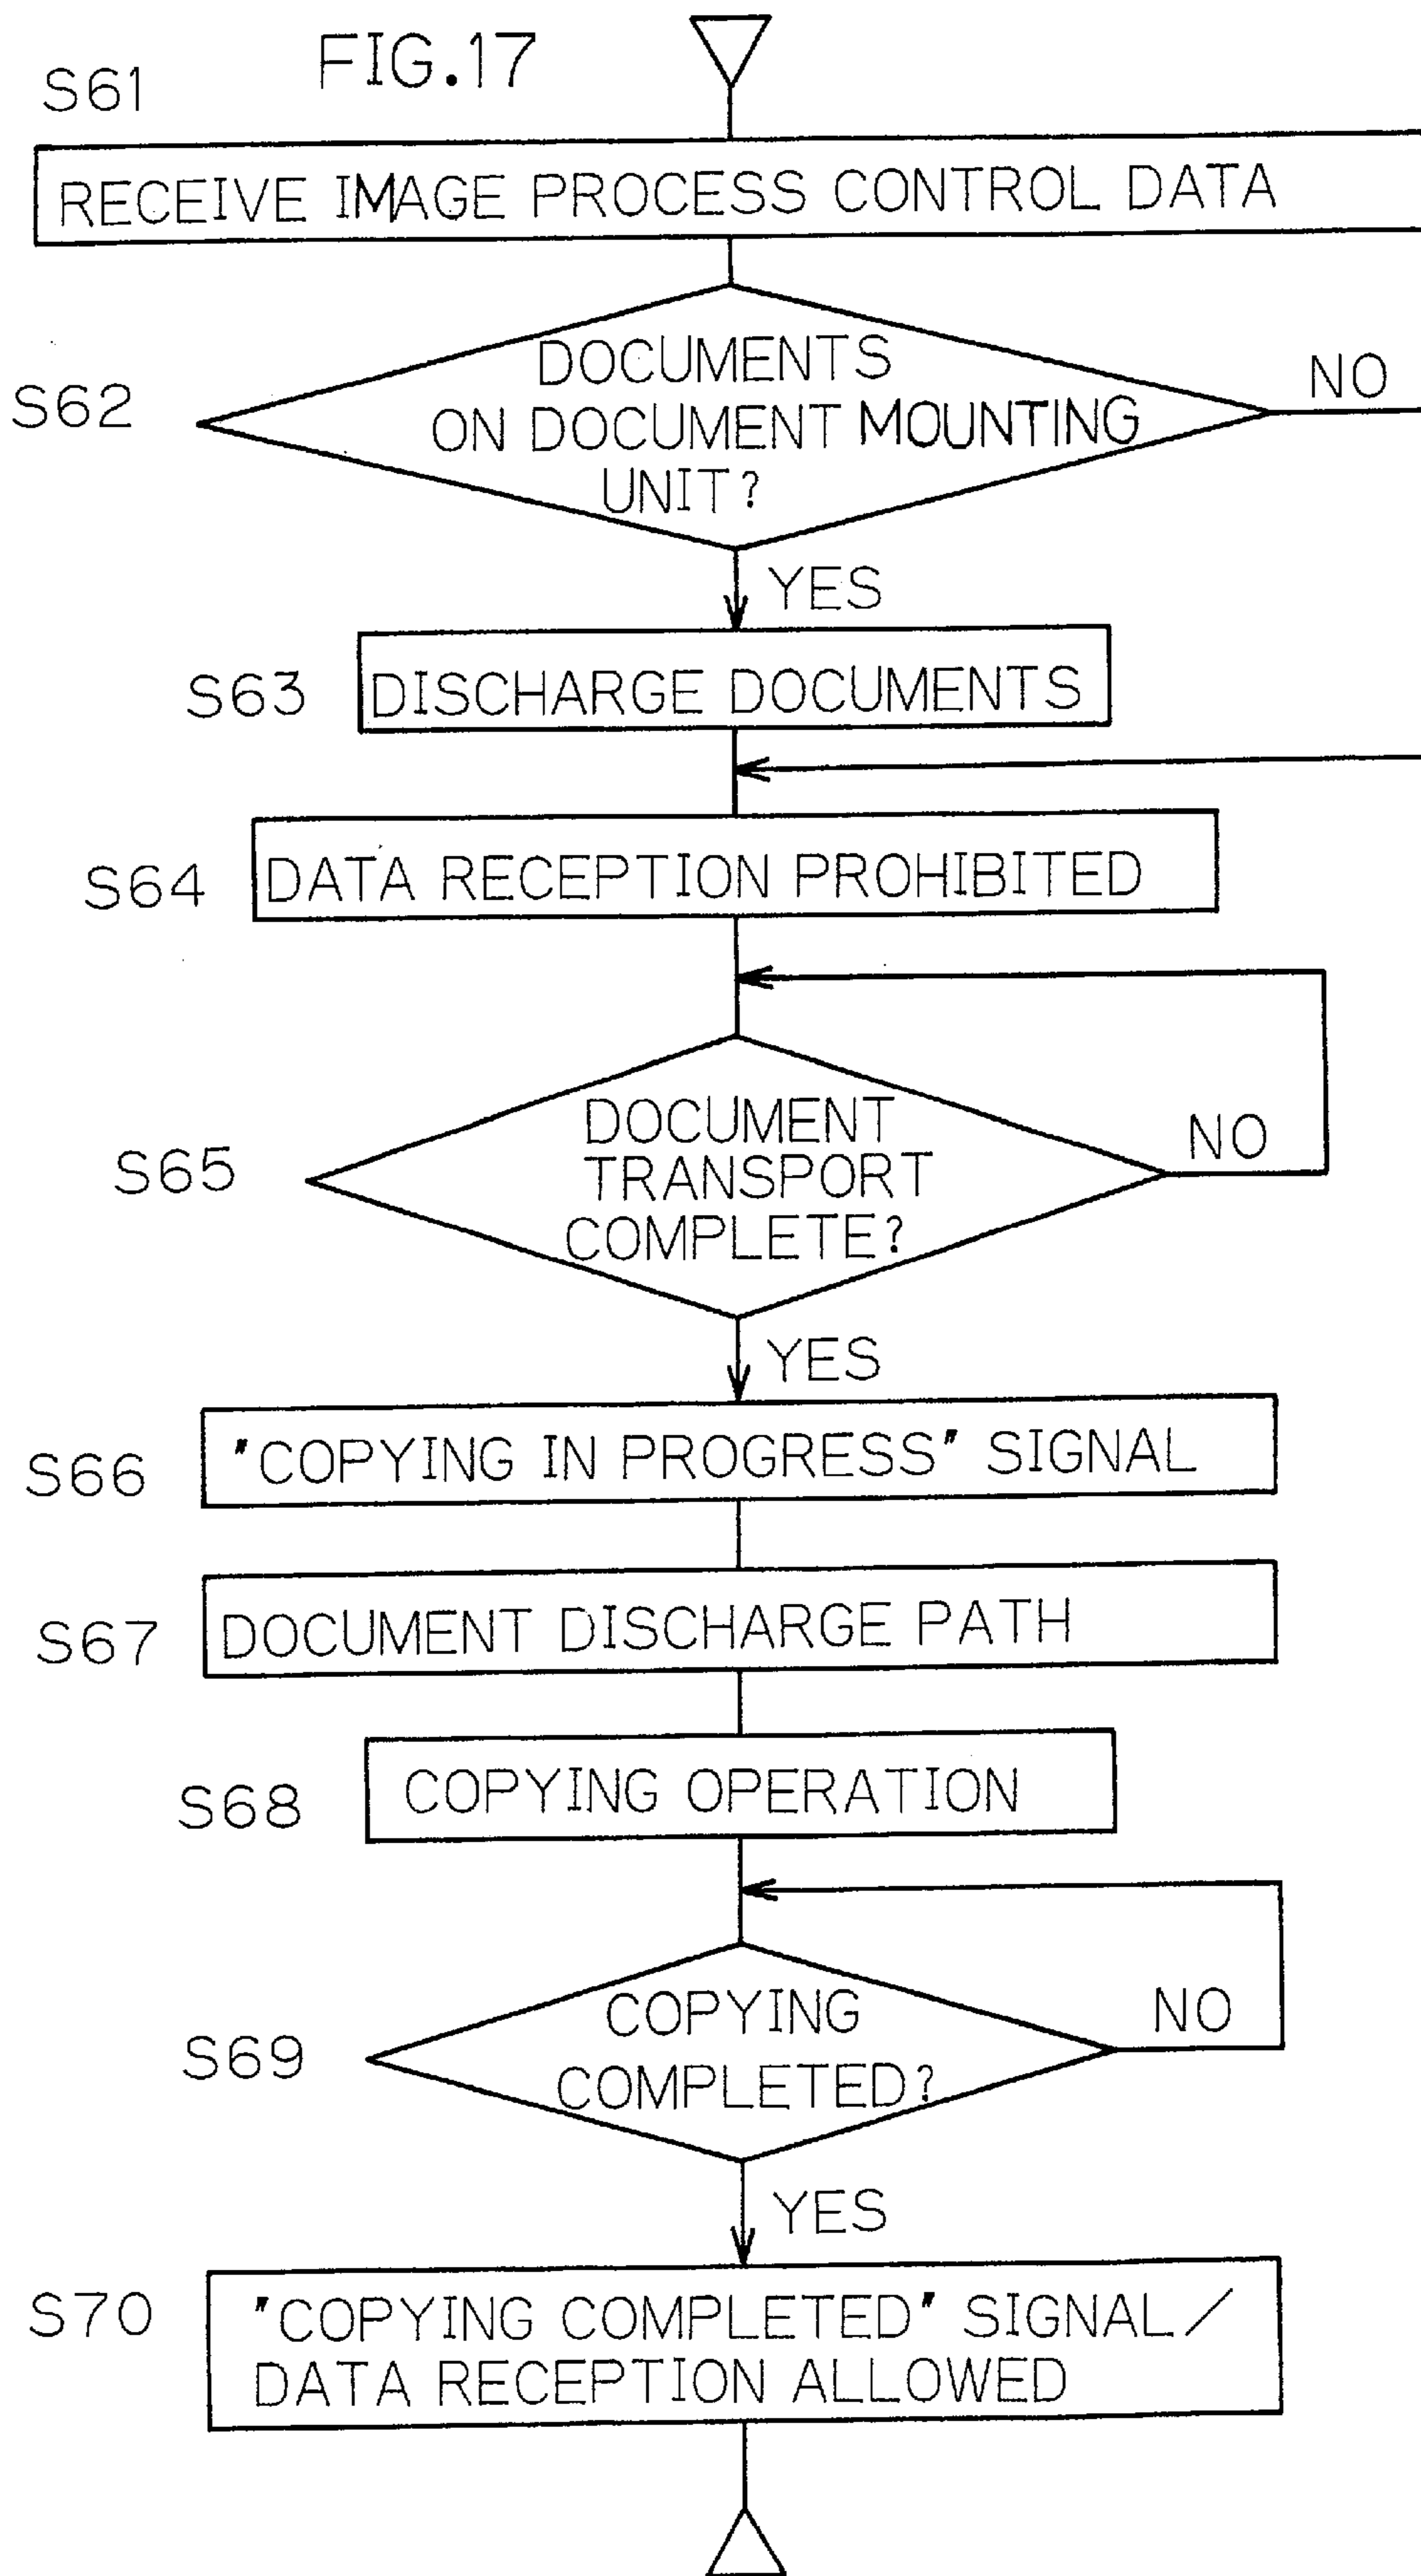 FIG.17
S61
RECEIVE IMAGE PROCESS CONTROL DATA
S62
DOCUMENTS
ON DOCUMENT MOUNTING
UNIT?
NO
YES
S63
DISCHARGE DOCUMENTS
S64
DATA RECEPTION PROHIBITED
S65
DOCUMENT
TRANSPORT
COMPLETE?
NO
YES
S66
"COPYING IN PROGRESS" SIGNAL
S67
DOCUMENT DISCHARGE PATH
S68
COPYING OPERATION
S69
COPYING
COMPLETED?
NO
YES
S70
"COPYING COMPLETED" SIGNAL/
DATA RECEPTION ALLOWED